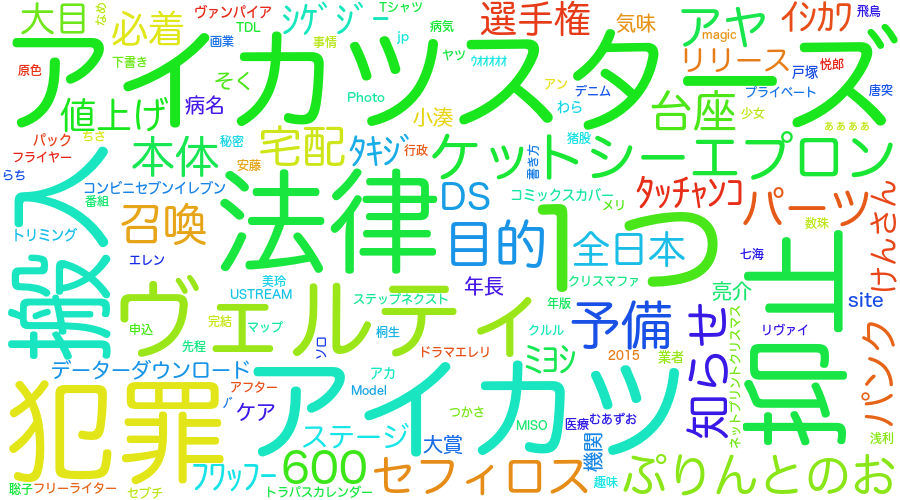 大目
なめ
ヴァンパイア
TDL
ｼｹﾞｼﾞｰ
Tシャツ
jp
病気
選手権
気味
アヤ
magic
ｲｼｶﾜ
飛鳥
必着
画業
事情
ヤツ
ｳｵｵｵｵｵ
リリース
悦郎
アイカツスターズ
原色
下書き
そく
病名
Photo
アン
デニム
わら
戸塚
プライベート
唐突
値上げ
小湊
台座
少女
パック
ちさ
秘密
宅配
ﾀｷｼﾞ
行政
猪股
書き方
ぁぁぁぁ
フライヤー
本体
安藤
ケットシーエプロン
らち
コンビニセブンイレブン
番組
DS
コミックスカバー
メリ
ﾀｯﾁｬﾝｺ
パーツ
数珠
けんさん
搬入
トリミング
召喚
法律
目的
1つ
全日本
七海
抑止
エレン
美玲
USTREAM
年長
クリスマファ
亮介
site
ヴェルティ
ステップネクスト
年版
予備
知らせ
ネットプリントクリスマス
リヴァイ
申込
完結
マップ
桐生
クルル
先程
ソロ
ドラマエレリ
ﾐﾖｼ
2015
業者
パンク
データーダウンロード
アフター
アカ
Model
アイカツ
犯罪
ﾊﾞ
ケア
つかさ
MISO
医療
むあずお
ステージ
大賞
機関
浅利
ﾌﾜｯﾌｰ
600
セフィロス
趣味
ぷりんとのお
聡子
フリーライター
セブチ
トラパスカレンダー